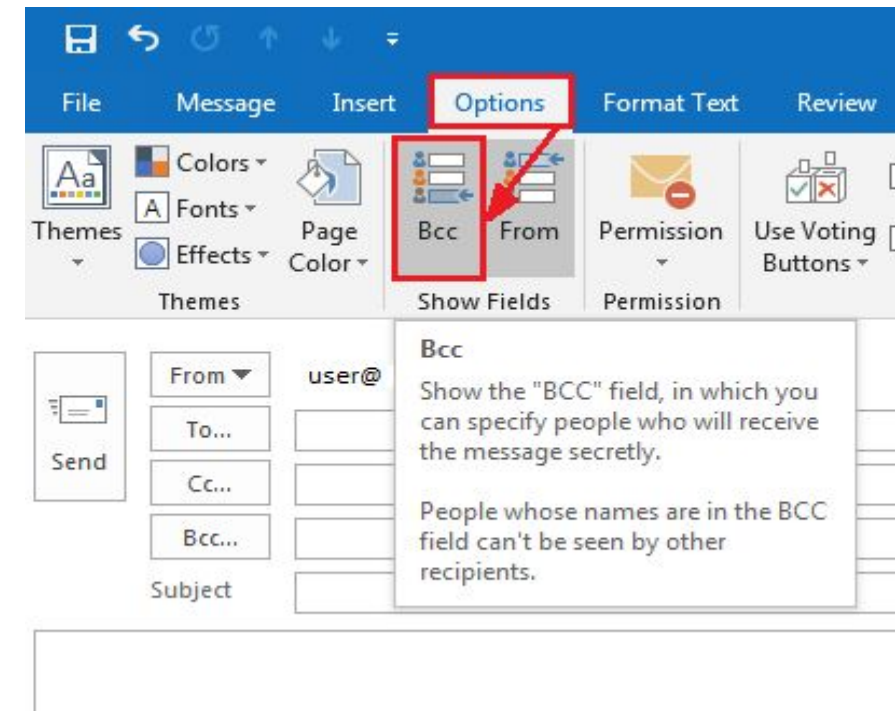 File Message Insert Options Format Text Review
Aa Colors
A Fonts
Themes Effects
Page
Color
Bcc From
Permission
Use Voting
Buttons
Themes Show Fields Permission
Bcc
Show the "BCC" field, in which you
can specify people who will receive
the message secretly.
People whose names are in the BCC
field can't be seen by other
recipients.
Send
From user@
To...
Cc...
Bcc...
Subject